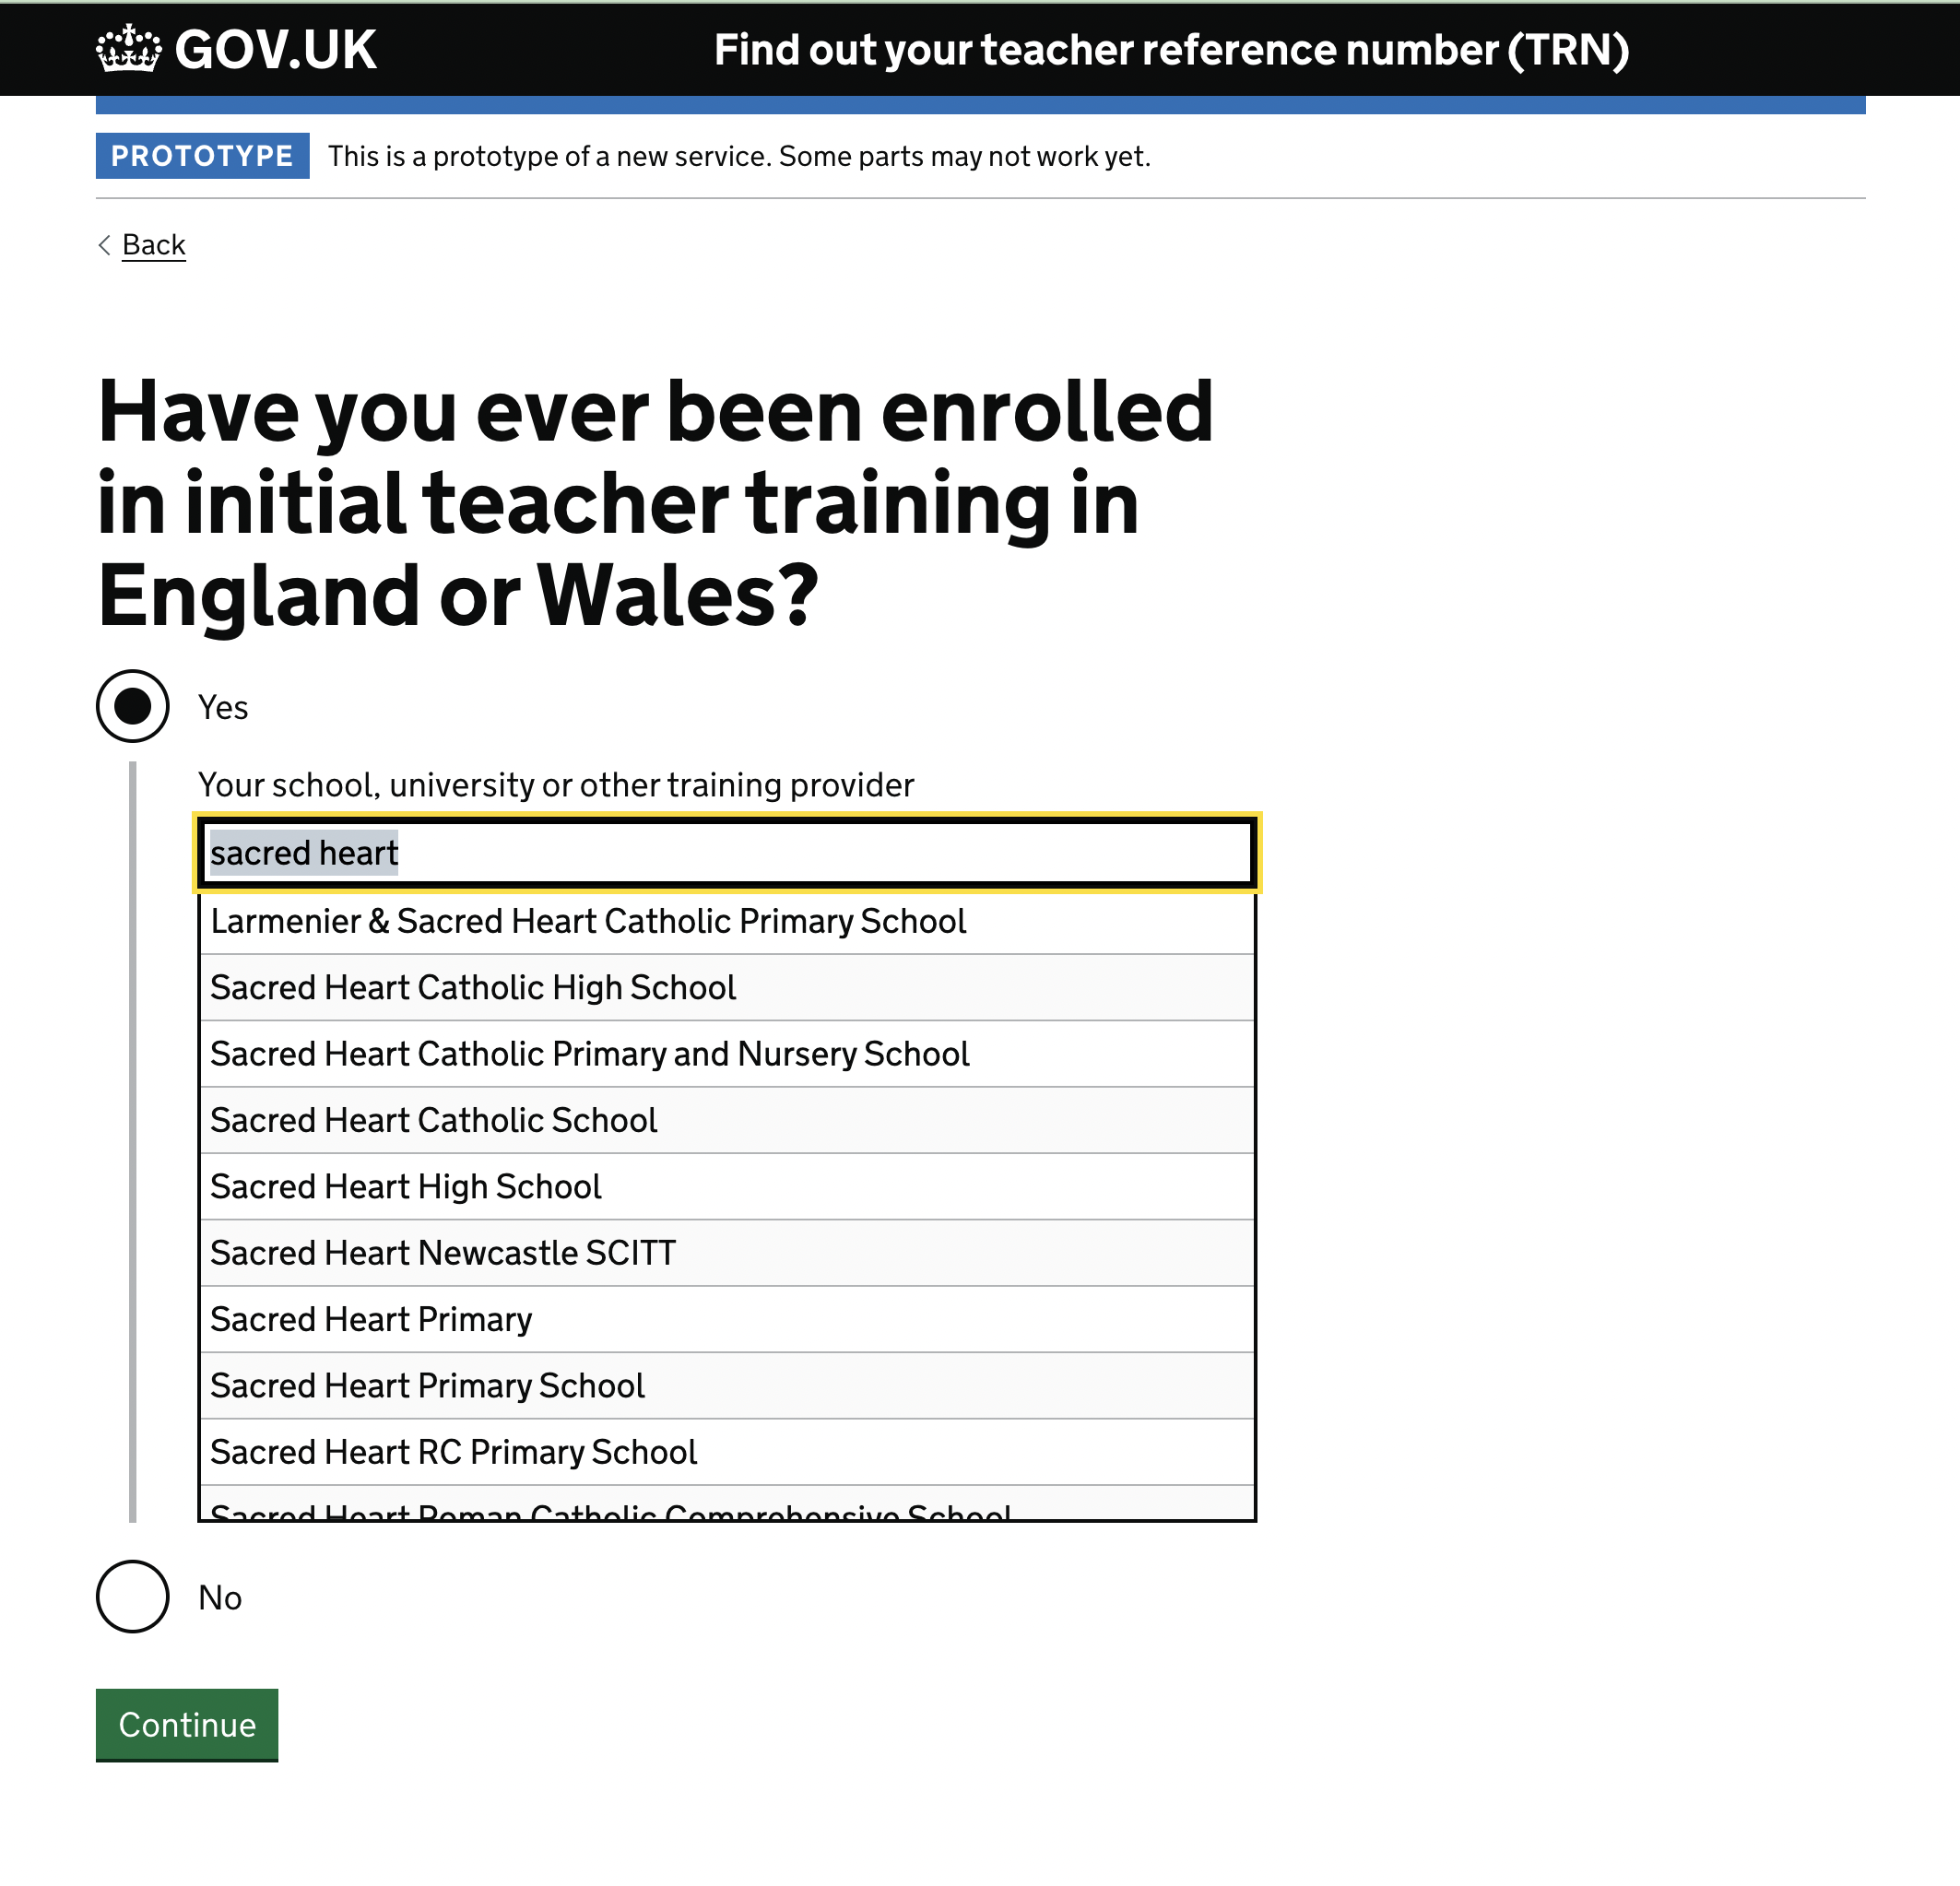 GOV.UK
Find out your teacher reference number (TRN)
PROTOTYPE This is a prototype of a new service. Some parts may not work yet.
Back
Have you ever been enrolled
in initial teacher training in
England or Wales?
Yes
Your school, university or other training provider
sacred heart
Larmenier & Sacred Heart Catholic Primary School
Sacred Heart Catholic High School
Sacred Heart Catholic Primary and Nursery School
Sacred Heart Catholic School
Sacred Heart High School
Sacred Heart Newcastle SCITT
Sacred Heart Primary
Sacred Heart Primary School
Sacred Heart RC Primary School
Sacred Heart Roman Catholic Comprehensive School
No
Continue